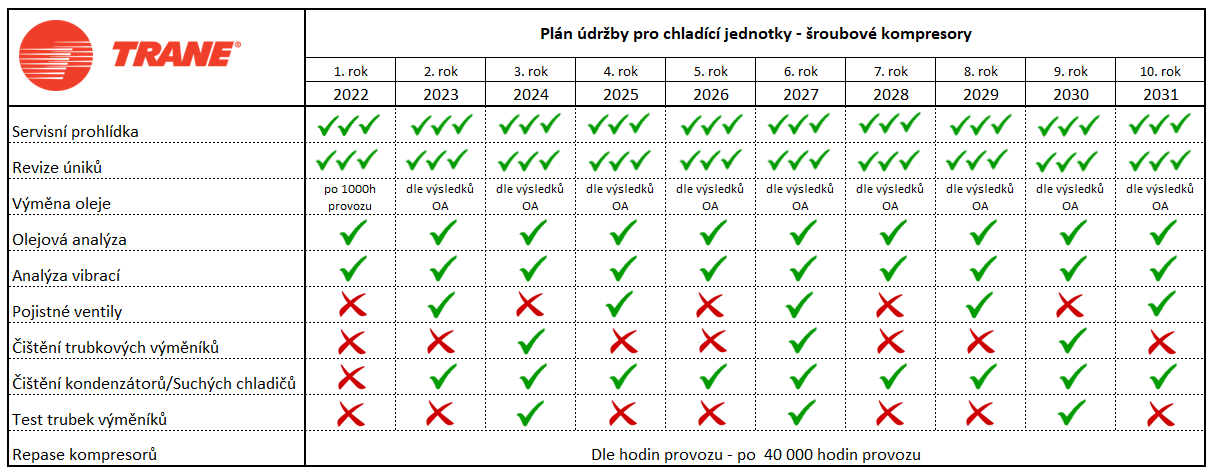 TRANE®
Plán údržby pro chladící jednotky - šroubové kompresory
1. rok 2. rok 3. rok 4. rok 5. rok 6. rok 7. rok 8. rok 9. rok 10. rok
2022 2023 2024 2025 2026 2027 2028 2029 2030 2031
Servisní prohlídka
Revize úniků
Výměna oleje
po 1000h dle výsledků dle výsledků dle výsledků dle výsledků dle výsledků dle výsledků dle výsledků dle výsledků dle výsledků
provozu OA OA OA OA OA OA OA OA OA
Olejová analýza
Analýza vibrací
Pojistné ventily
Čištění trubkových výměníků
Čištění kondenzátorů/Suchých chladičů
Test trubek výměníků
Repase kompresorů Dle hodin provozu - po 40 000 hodin provozu